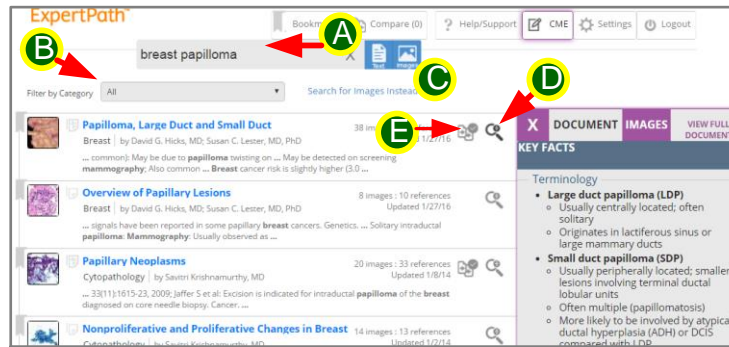 ExpertPath
Bookm
Compare (0)
? Help/Support
CME
Settings
Logout
A
breast papilloma
X
Text
Images
B
Filter by Category
All
Search for Images Instead
C
D
E
Papilloma, Large Duct and Small Duct
38 im
Breast | by David G. Hicks, MD; Susan C. Lester, MD, PhD
1/27/16
... common): May be due to papilloma twisting on ... May be detected on screening
mammography; Also common ... Breast cancer risk is slightly higher (3.0 ...
Overview of Papillary Lesions
8 images : 10 references
Breast | by David G. Hicks, MD; Susan C. Lester, MD, PhD
Updated 1/27/16
... signals have been reported in some papillary breast cancers. Genetics. ... Solitary intraductal
papilloma: Mammography: Usually observed as ...
Papillary Neoplasms
20 images : 33 references
Cytopathology | by Savitri Krishnamurthy, MD
Updated 1/8/14
... 33(11):1615-23, 2009; Jaffer S et al: Excision is indicated for intraductal papilloma of the breast
diagnosed on core needle biopsy. Cancer. ...
Nonproliferative and Proliferative Changes in Breast
14 images : 13 references
Cytopathology | by Savitri Krishnamurthy, MD
Updated 1/2/14
X DOCUMENT IMAGES
VIEW FULL
DOCUMENT
KEY FACTS
Terminology
• Large duct papilloma (LDP)
○ Usually centrally located; often
solitary
○ Originates in lactiferous sinus or
large mammary ducts
• Small duct papilloma (SDP)
○ Usually peripherally located; smaller
lesions involving terminal ductal
lobular units
○ Often multiple (papillomatosis)
○ More likely to be involved by atypica
ductal hyperplasia (ADH) or DCIS
compared with LDP